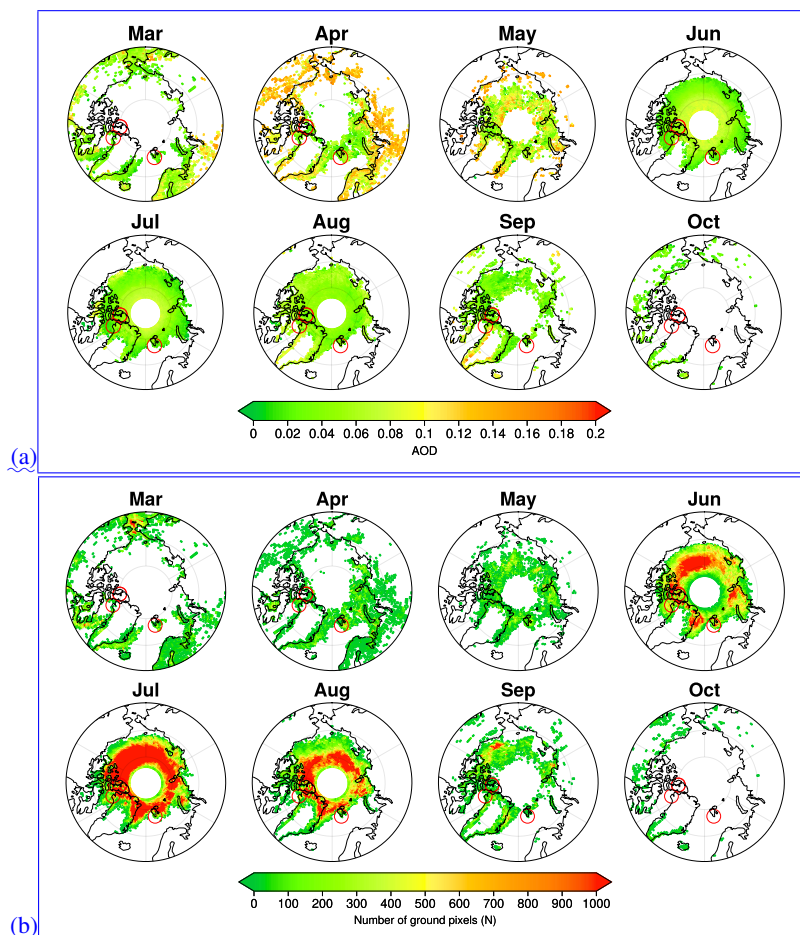 Mar Apr May Jun
Jul Aug Sep Oct
0 0.02 0.04 0.06 0.08 0.1 0.12 0.14 0.16 0.18 0.2
AOD
(a)
Mar Apr May Jun
Jul Aug Sep Oct
0 100 200 300 400 500 600 700 800 900 1000
Number of ground pixels (N)
(b)